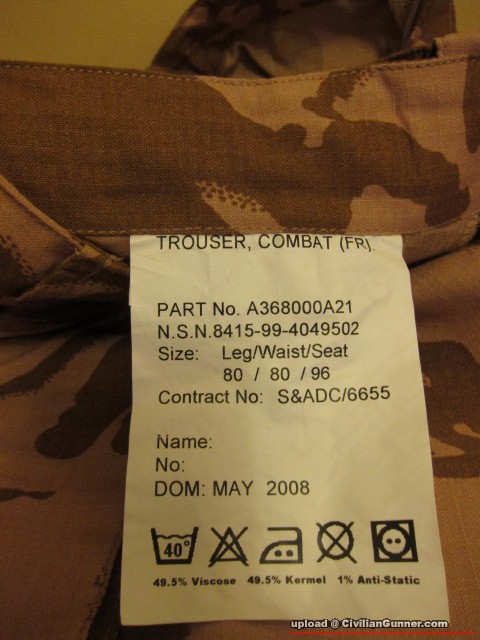 TROUSER, COMBAT (FR).
PART No. A368000A21
N.S.N.8415-99-4049502
Size: Leg/Waist/Seat
80 / 80 / 96
Contract No: S&ADC/6655
Name:
No:
DOM: MAY 2008
40°
49.5% Viscose 49.5% Kermel 1% Anti-Static
upload @ CivilianGunner.com